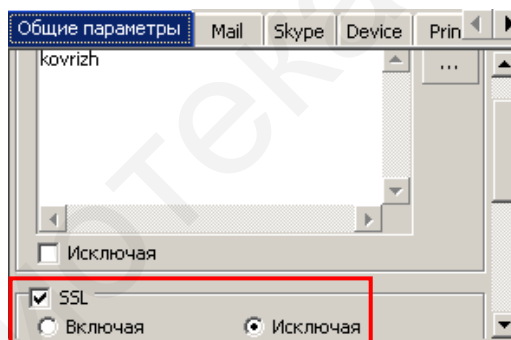 Общие параметры Mail Skype Device Prin
kovrizh
...
Исключая
SSL
Включая Исключая